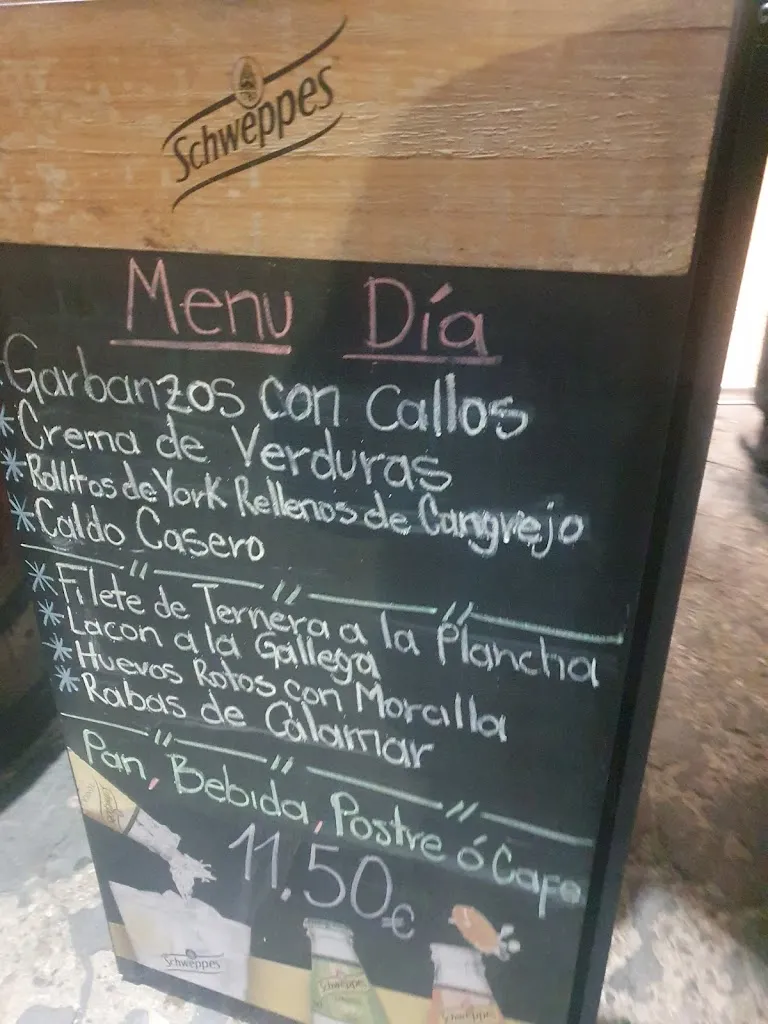 Schweppes
Menu Día
Garbanzos con Callos
* Crema de Verduras
* Rollitos de York Rellenos de Cangrejo
* Caldo Casero
* Filete de Ternera a la Plancha
* Lacon a la Gallega
* Huevos Rotos con Morcilla
* Rabas de Calamar
Pan, Bebida, Postre ó Cafe
11.50€
Schweppes
Schweppes
Schweppes